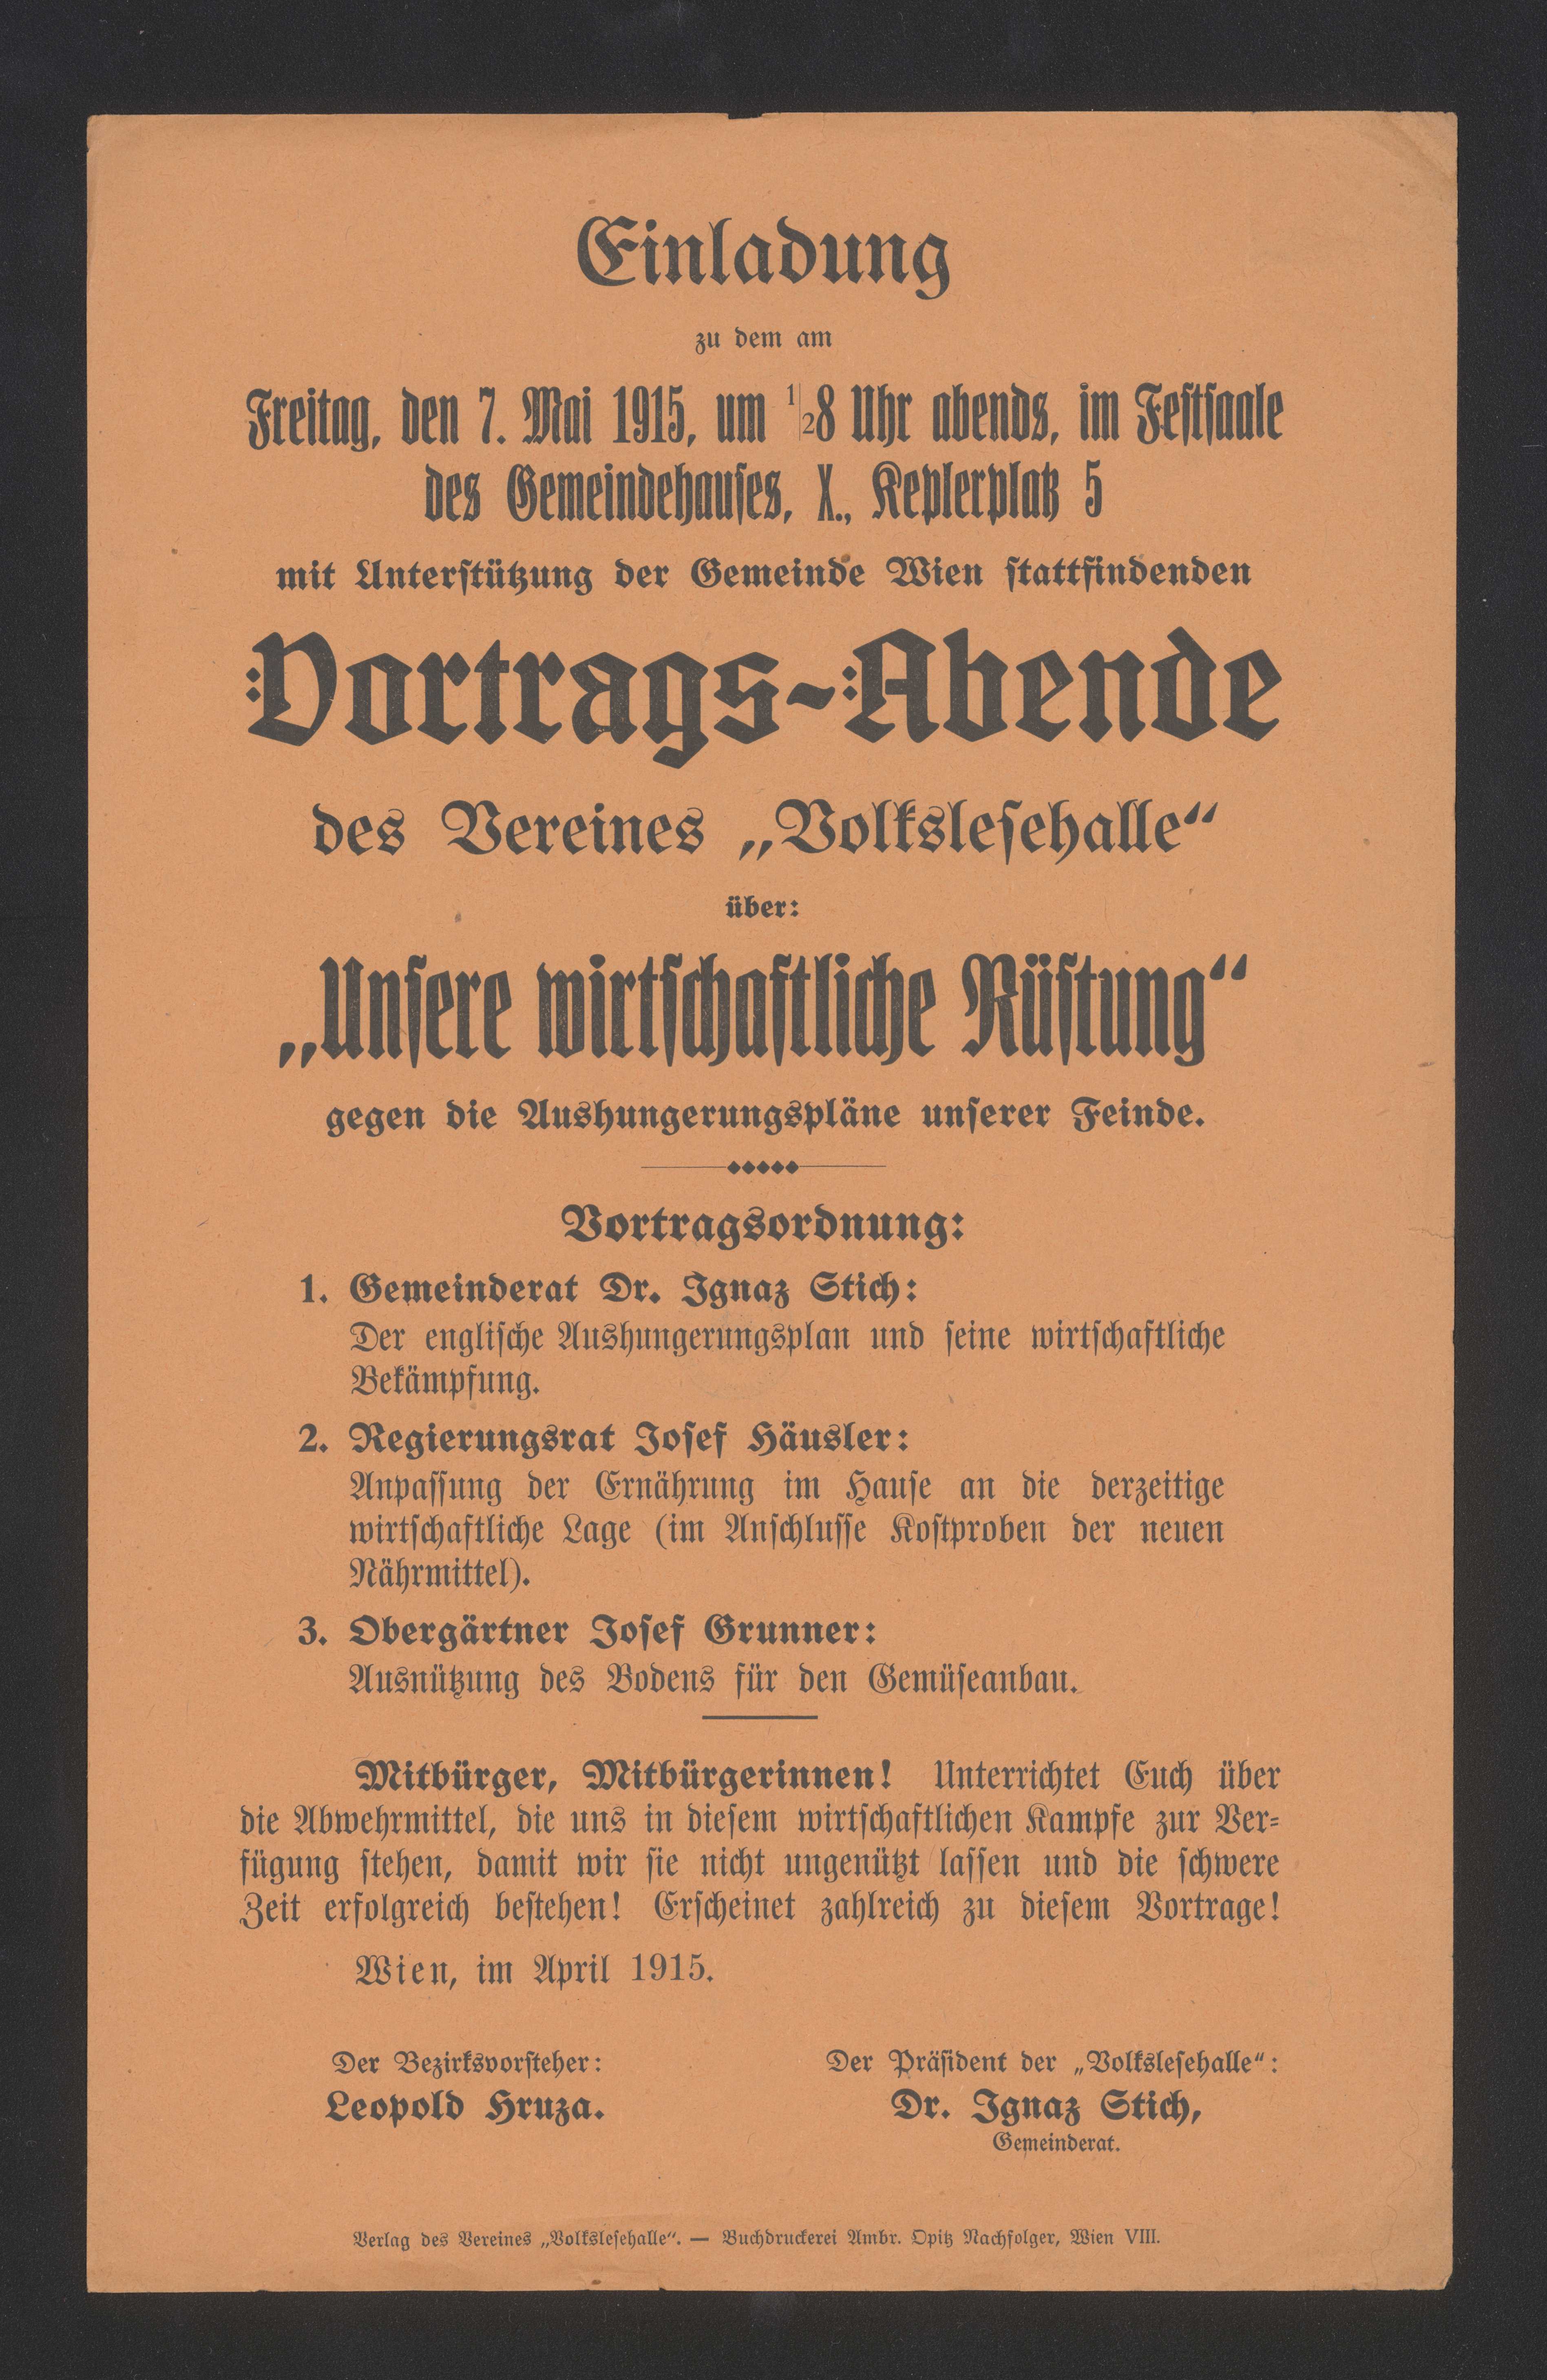 Einladung
zu dem am
Freitag, den 7. Mai 1915, um 1/28 Uhr abends, im Festsaale
des Gemeindehauses, X., Keplerplatz 5
mit Unterstützung der Gemeinde Wien stattfindenden
Vortrags-Abende
des Vereines „Volkslesehalle“
über:
„Unsere wirtschaftliche Rüstung“
gegen die Aushungerungspläne unserer Feinde.
Vortragsordnung:
1. Gemeinderat Dr. Ignaz Stich:
Der englische Aushungerungsplan und seine wirtschaftliche
Bekämpfung.
2. Regierungsrat Josef Häusler:
Anpassung der Ernährung im Hause an die derzeitige
wirtschaftliche Lage (im Anschlusse Kostproben der neuen
Nährmittel).
3. Obergärtner Josef Grunner:
Ausnützung des Bodens für den Gemüseanbau.
Mitbürger, Mitbürgerinnen! Unterrichtet Euch über
die Abwehrmittel, die uns in diesem wirtschaftlichen Kampfe zur Ver-
fügung stehen, damit wir sie nicht ungenützt lassen und die schwere
Zeit erfolgreich bestehen! Erscheinet zahlreich zu diesem Vortrage!
Wien, im April 1915.
Der Bezirksvorsteher:
Leopold Hruza.
Der Präsident der „Volkslesehalle“:
Dr. Ignaz Stich,
Gemeinderat.
Verlag des Vereines „Volkslesehalle“. — Buchdruckerei Ambr. Opitz Nachfolger, Wien VIII.